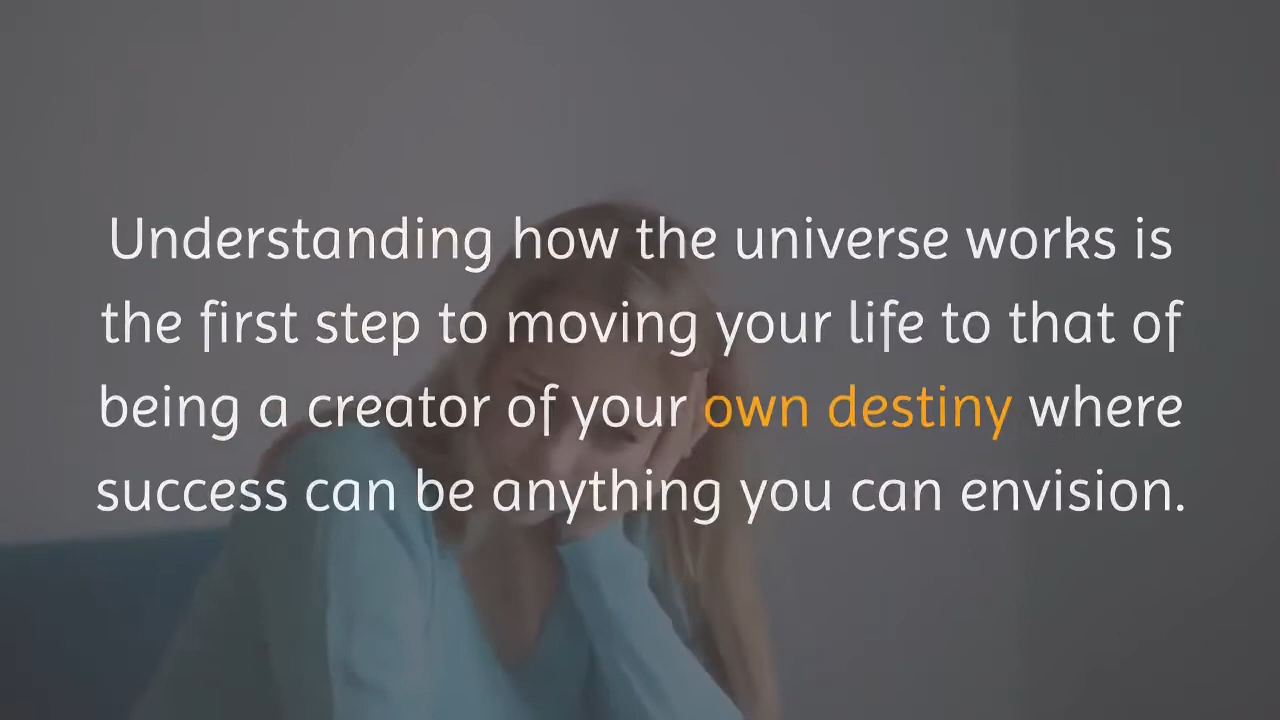 Understanding how the universe works is
the first step to moving your life to that of
being a creator of your own destiny where
success can be anything you can envision.